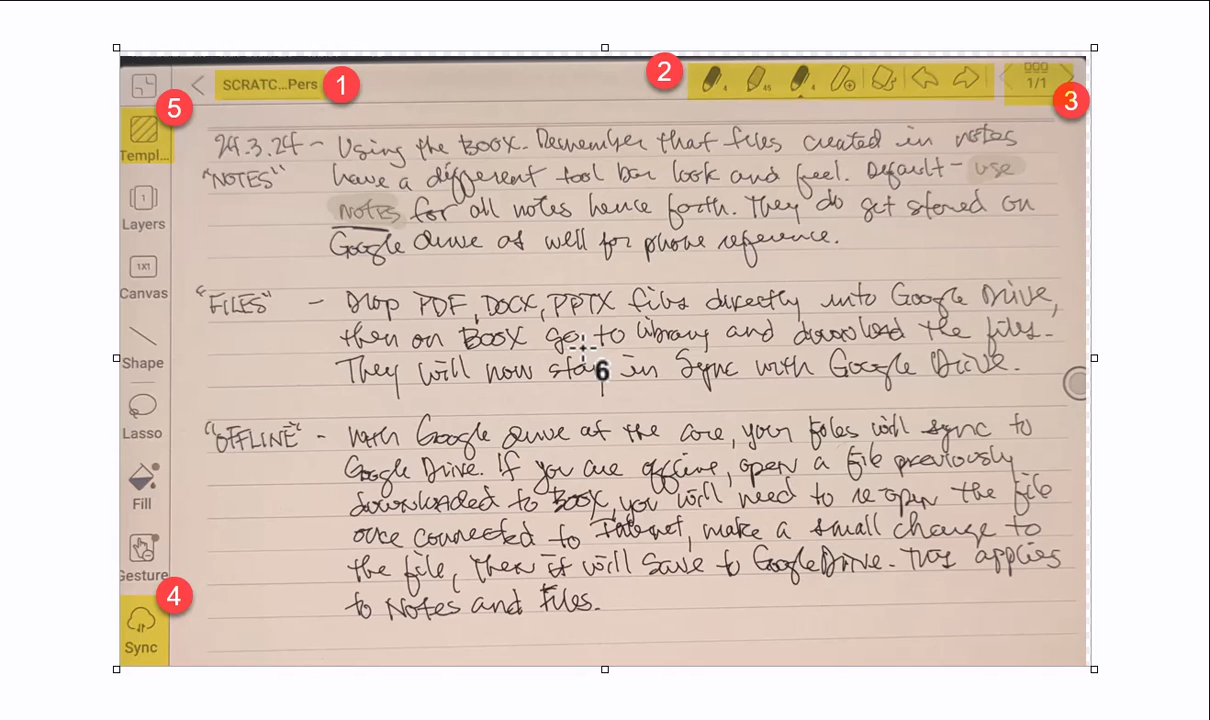 SCRATC...Pers
1
2
4
45
4
1/1
3
5
Templ...
Layers
1
Canvas
1X1
Shape
Lasso
Fill
Gesture
4
Sync
6
29.3.24 - Using the BOOX. Remember that files created in notes
"NOTES" have a different tool bar look and feel. Default - use
NOTES for all notes hence forth. They do get stored on
Google Drive as well for phone reference.
"FILES" - Drop PDF, DOCX, PPTX files directly into Google Drive,
then on BOOX go to library and download the files.
They will now stay in Sync with Google Drive.
"OFFLINE" - With Google Drive at the core, your files will sync to
Google Drive. If you are offline, open a file previously
downloaded to BOOX, you will need to re-open the file
once connected to Internet, make a small change to
the file, then it will Save to Google Drive. This applies
to Notes and Files.